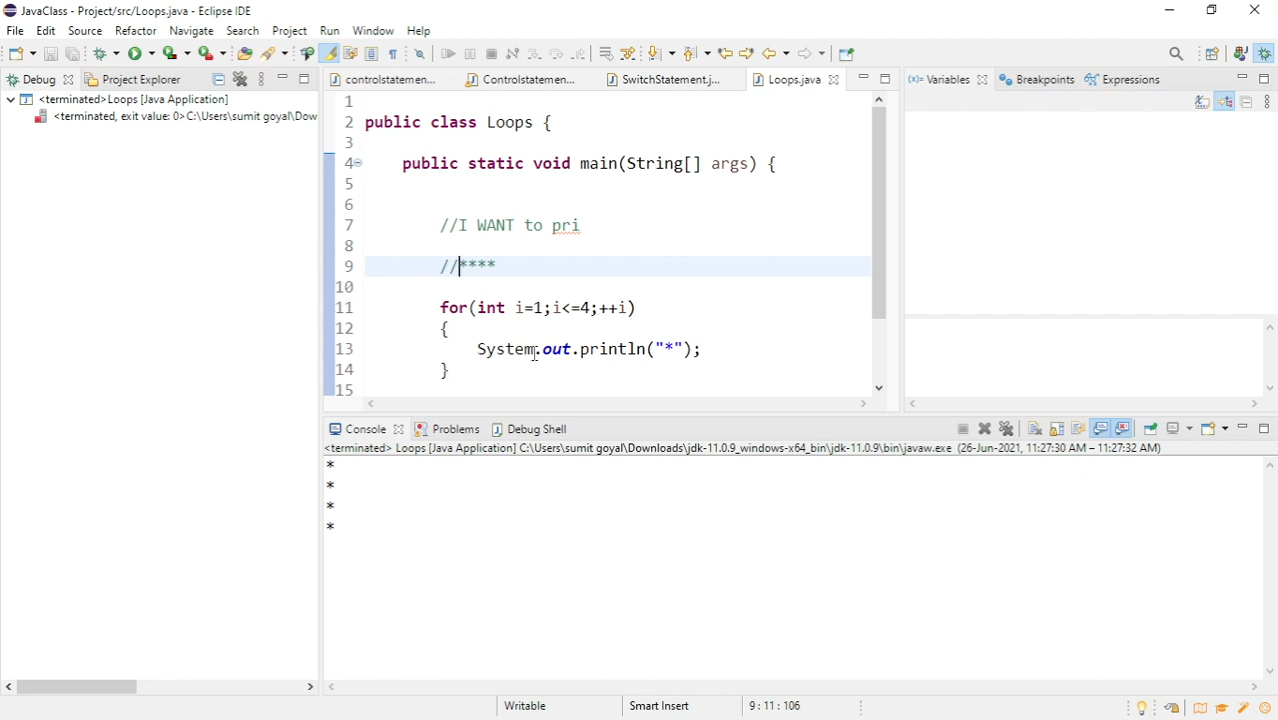 JavaClass - Project/src/Loops.java - Eclipse IDE
File Edit Source Refactor Navigate Search Project Run Window Help
Debug Project Explorer
<terminated>Loops [Java Application]
<terminated, exit value: 0>C:\Users\sumit goyal\Dow
controlstatemen... Controlstatemen... SwitchStatement.j... Loops.java
1
2 public class Loops {
3
4 public static void main(String[] args) {
5
6
7 //I WANT to pri
8
9 //****
10
11 for(int i=1;i<=4;++i)
12 {
13 System.out.println("*");
14 }
15
(x)= Variables Breakpoints Expressions
Console Problems Debug Shell
<terminated> Loops [Java Application] C:\Users\sumit goyal\Downloads\jdk-11.0.9_windows-x64_bin\jdk-11.0.9\bin\javaw.exe (26-Jun-2021, 11:27:30 AM – 11:27:32 AM)
*
*
*
*
Writable Smart Insert 9 : 11 : 106